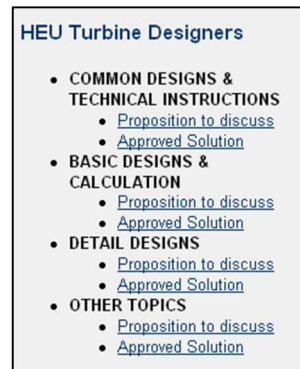 HEU Turbine Designers
COMMON DESIGNS &
TECHNICAL INSTRUCTIONS
Proposition to discuss
Approved Solution
BASIC DESIGNS &
CALCULATION
Proposition to discuss
Approved Solution
DETAIL DESIGNS
Proposition to discuss
Approved Solution
OTHER TOPICS
Proposition to discuss
Approved Solution